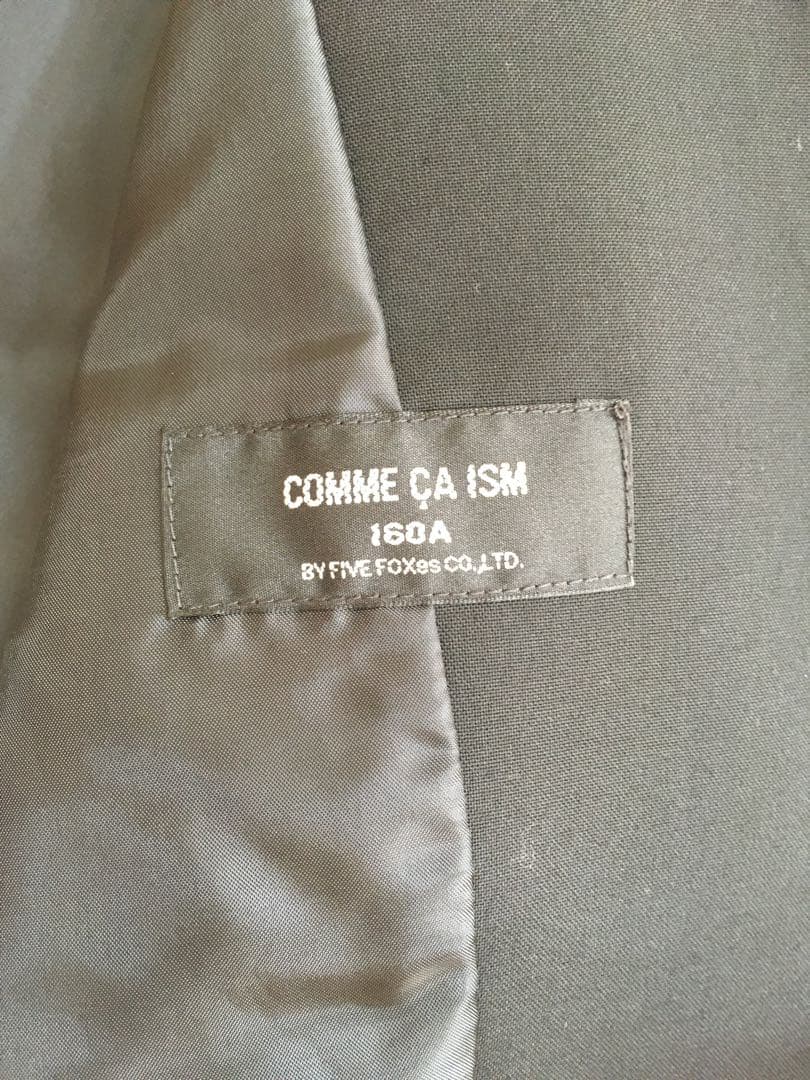 COMME ÇA ISM
160A
BY FIVE FOXes CO.,LTD.